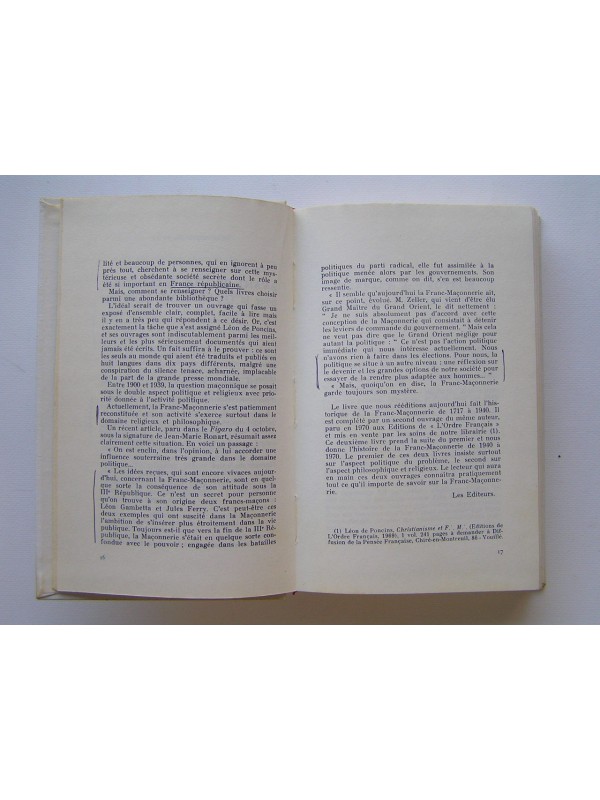 lité et beaucoup de personnes, qui en ignorent à peu
près tout, cherchent à se renseigner sur cette mys-
térieuse et obsédante société secrète dont le rôle a
été si important en France républicaine.
Mais, comment se renseigner ? Quels livres choisir
parmi une abondante bibliothèque ?
L'idéal serait de trouver un ouvrage qui fasse un
exposé d'ensemble clair, complet, facile à lire mais
il y en a très peu qui répondent à ce désir. Or, c'est
exactement la tâche que s'est assigné Léon de Poncins,
et ses ouvrages sont indiscutablement parmi les meil-
leurs et les plus sérieusement documentés qui aient
jamais été écrits. Un fait suffira à le prouver : ce sont
les seuls au monde qui aient été traduits et publiés en
huit langues dans dix pays différents, malgré une
conspiration du silence tenace, acharnée, implacable
de la part de la grande presse mondiale.
Entre 1900 et 1939, la question maçonnique se posait
sous le double aspect politique et religieux avec prio-
rité donnée à l'activité politique.
Actuellement, la Franc-Maçonnerie s'est patiemment
reconstituée et son activité s'exerce surtout dans le
domaine religieux et philosophique.
Un récent article, paru dans le Figaro du 4 octobre,
sous la signature de Jean-Marie Rouart, résumait assez
clairement cette situation. En voici un passage :
« On est enclin, dans l'opinion, à lui accorder une
influence souterraine très grande dans le domaine
politique...
« Les idées reçues, qui sont encore vivaces aujour-
d'hui, concernant la Franc-Maçonnerie, sont en quel-
que sorte la conséquence de son attitude sous la
IIIe République. Ce n'est un secret pour personne
qu'on trouve à son origine deux francs-maçons :
Léon Gambetta et Jules Ferry. C'est peut-être ces
deux exemples qui ont suscité dans la Maçonnerie
l'ambition de s'insérer plus étroitement dans la vie
publique. Toujours est-il que vers la fin de la IIIe Ré-
publique, la Maçonnerie s'était en quelque sorte con-
fondue avec le pouvoir ; engagée dans les batailles
16
politiques du parti radical, elle fut assimilée à la
politique menée alors par les gouvernements. Son
image de marque, comme on dit, s'en est beaucoup
ressentie.
« Il semble qu'aujourd'hui la Franc-Maçonnerie ait,
sur ce point, évolué. M. Zeller, qui vient d'être élu
Grand Maître du Grand Orient, le dit nettement :
" Je ne suis absolument pas d'accord avec cette
conception de la Maçonnerie qui consistait à détenir
les leviers de commande du gouvernement. " Mais cela
ne veut pas dire que le Grand Orient néglige pour
autant la politique : " Ce n'est pas l'action politique
immédiate qui nous intéresse actuellement. Nous
n'avons rien à faire dans les élections. Pour nous, la
politique se situe à un autre niveau : une réflexion sur
le devenir et les grandes options de notre société pour
essayer de la rendre plus adaptée aux hommes... "
« Mais, quoiqu'on en dise, la Franc-Maçonnerie
garde toujours son mystère.
Le livre que nous rééditions aujourd'hui fait l'his-
torique de la Franc-Maçonnerie de 1717 à 1940. Il
est complété par un second ouvrage du même auteur,
paru en 1970 aux Editions de « L'Ordre Français »
et mis en vente par les soins de notre librairie (1).
Ce deuxième livre prend la suite du premier et nous
donne l'histoire de la Franc-Maçonnerie de 1940 à
1970. Le premier de ces deux livres insiste surtout
sur l'aspect politique du problème, le second sur
l'aspect philosophique et religieux. Le lecteur qui aura
en main ces deux ouvrages connaîtra pratiquement
tout ce qu'il importe de savoir sur la Franc-Maçonne-
rie.
Les Editeurs.
(1) Léon de Poncins, Christianisme et F.. M.. (Editions de
L'Ordre Français, 1969), 1 vol. 241 pages à demander à Dif-
fusion de la Pensée Française, Chiré-en-Montreuil, 86 - Vouillé
17